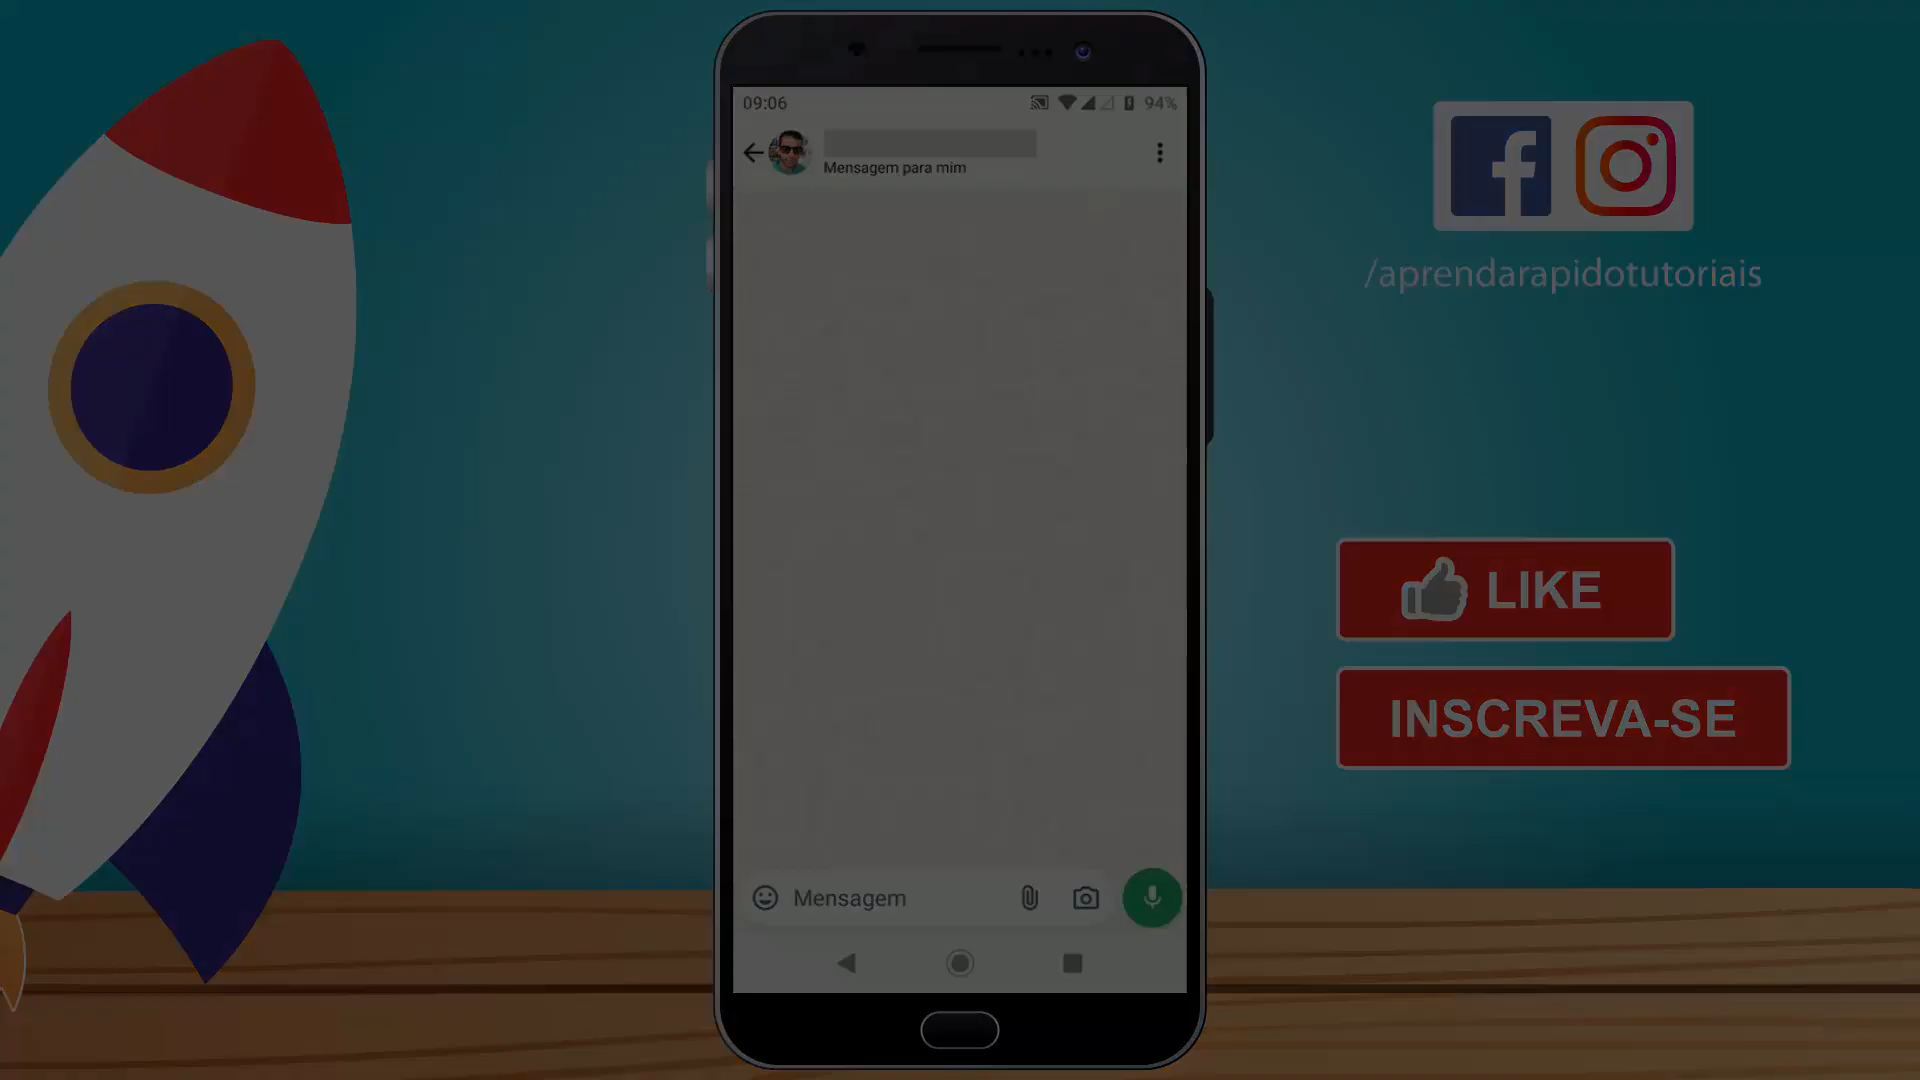 09:06
94%
Mensagem para mim
/aprendarapidotutoriais
LIKE
INSCREVA-SE
Mensagem